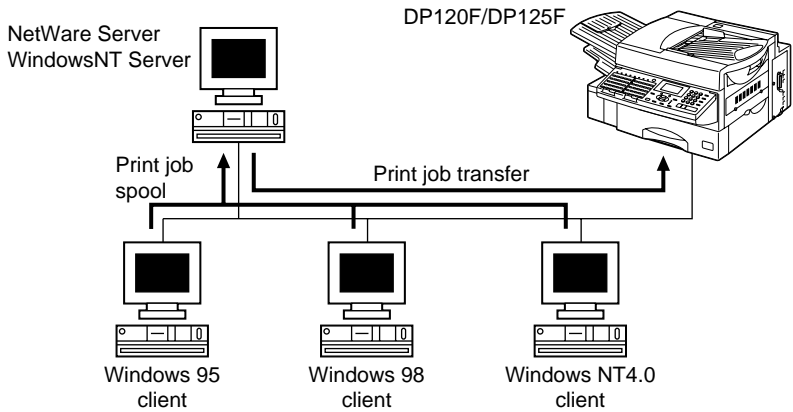 DP120F/DP125F
NetWare Server
WindowsNT Server
Print job
spool
Print job transfer
Windows 95
client
Windows 98
client
Windows NT4.0
client